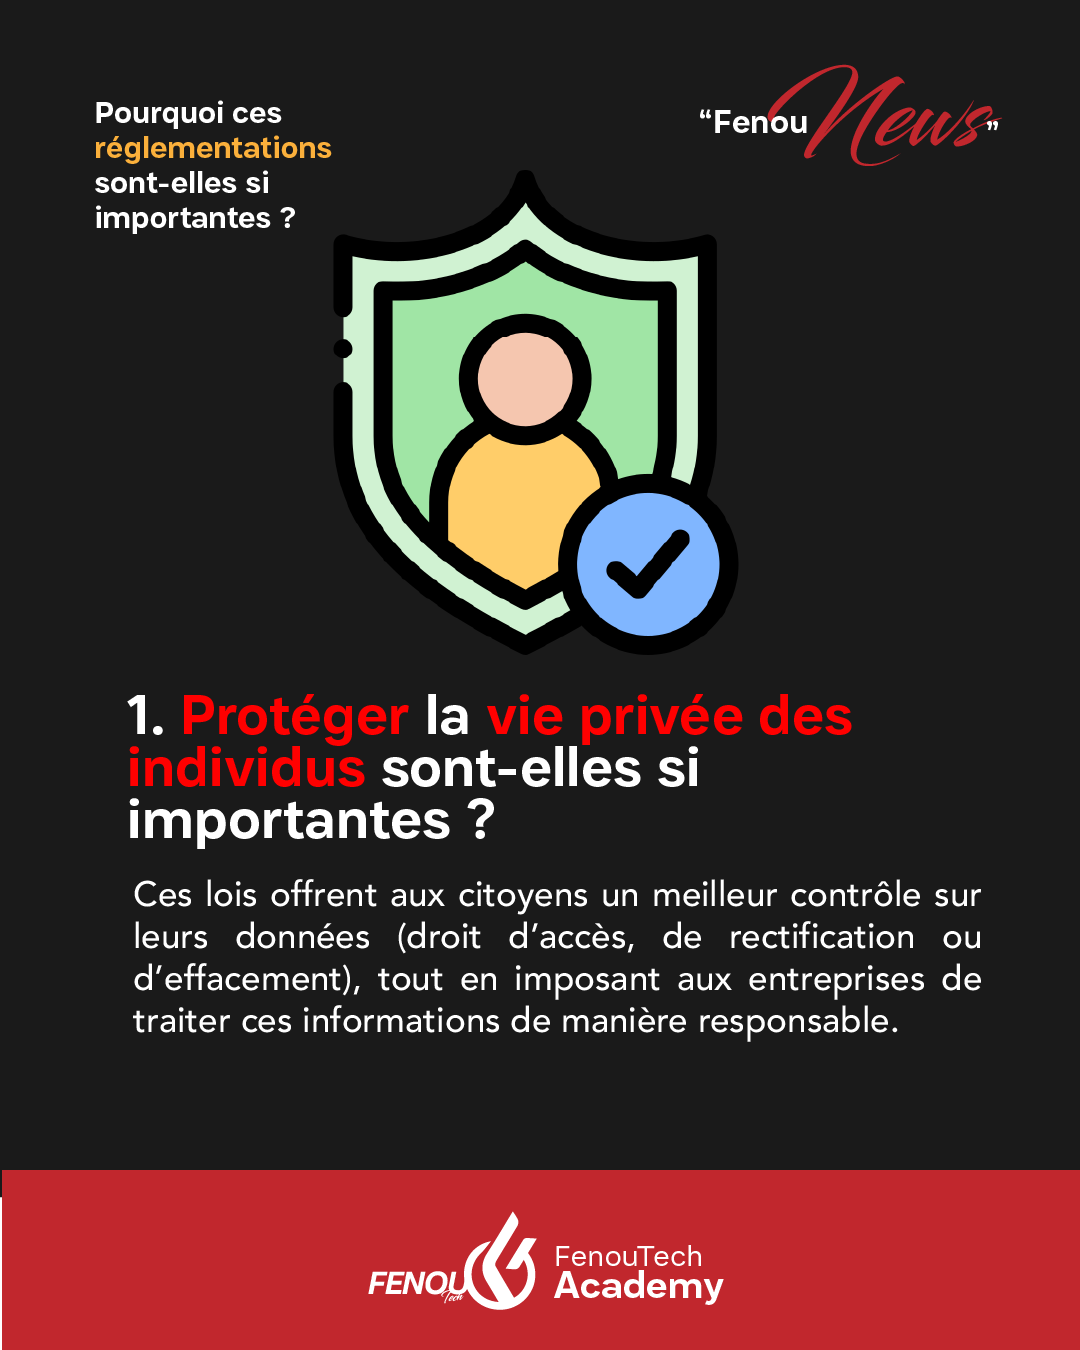 Pourquoi ces
réglementations
sont-elles si
importantes ?
“Fenou News”
1. Protéger la vie privée des
individus sont-elles si
importantes ?
Ces lois offrent aux citoyens un meilleur contrôle sur
leurs données (droit d’accès, de rectification ou
d’effacement), tout en imposant aux entreprises de
traiter ces informations de manière responsable.
FENOU
Tech
FenouTech
Academy